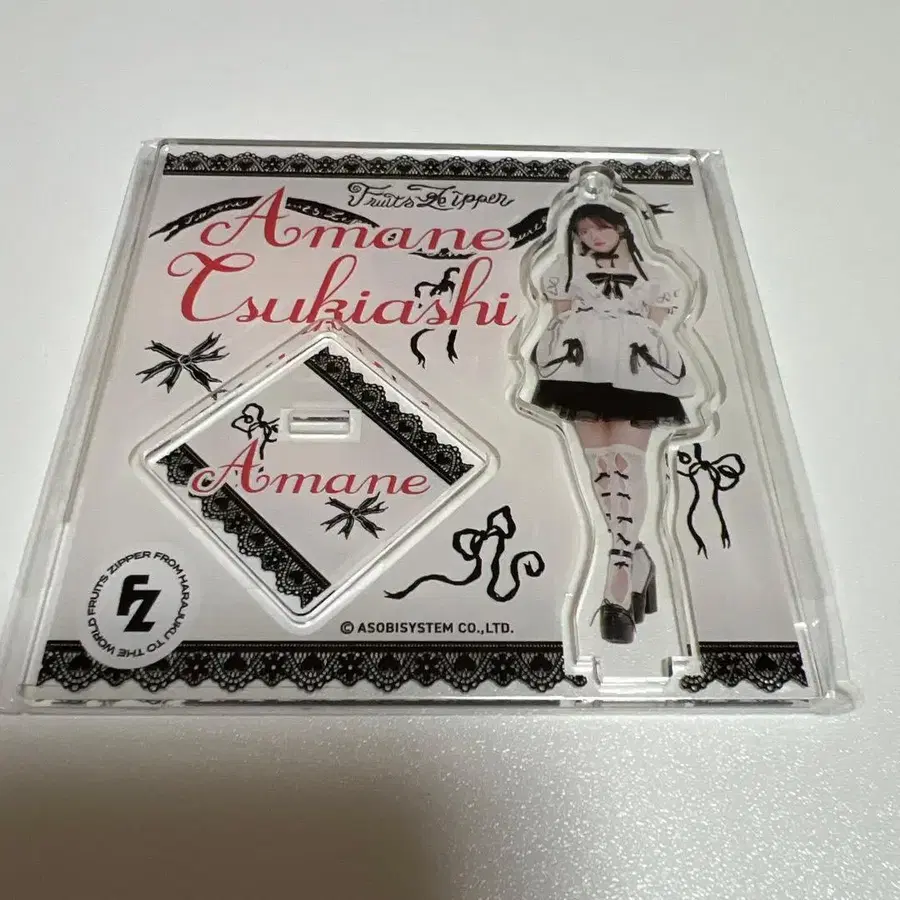 Fruits Zipper
Amane
Tsukiashi
Amane
FRUITS ZIPPER FROM HARAJUKU TO THE WORLD
FZ
© ASOBISYSTEM CO.,LTD.